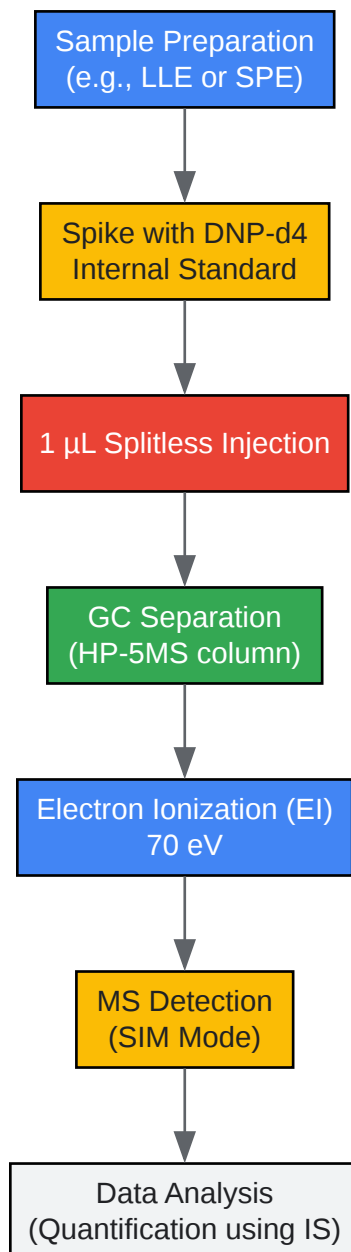 Sample Preparation
(e.g., LLE or SPE)
Spike with DNP-d4
Internal Standard
1 µL Splitless Injection
GC Separation
(HP-5MS column)
Electron Ionization (EI)
70 eV
MS Detection
(SIM Mode)
Data Analysis
(Quantification using IS)